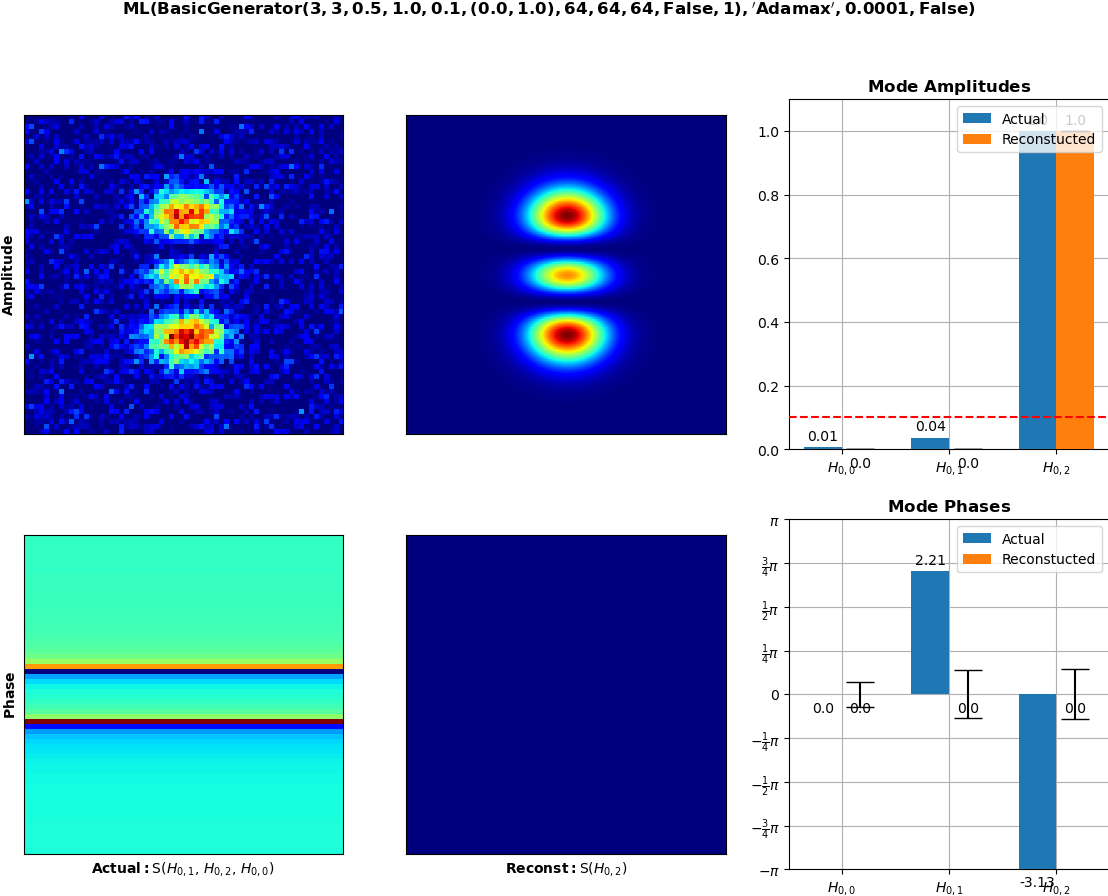 ML(BasicGenerator(3, 3, 0.5, 1.0, 0.1, (0.0, 1.0), 64, 64, 64, False, 1), ′Adamax′, 0.0001, False)
Amplitude
Mode Amplitudes
Actual
Reconstucted
1.0
1.0
0.8
0.6
0.4
0.2
0.0
0.01
0.0
0.04
0.0
H0,0
H0,1
H0,2
Phase
Actual: S(H0,1, H0,2, H0,0)
Reconst: S(H0,2)
Mode Phases
Actual
Reconstucted
π
3/4π
1/2π
1/4π
0
−1/4π
−1/2π
−3/4π
−π
0.0
0.0
2.21
0.0
-3.13
0.0
H0,0
H0,1
H0,2